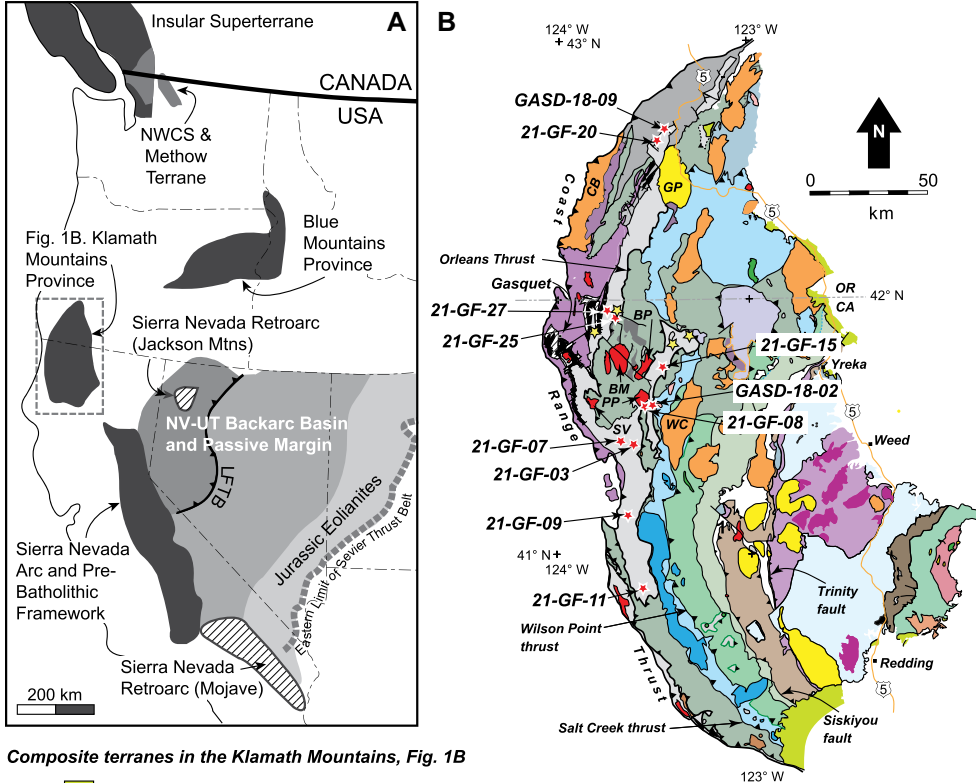 A
Insular Superterrane
CANADA
USA
NWCS &
Methow
Terrane
Fig. 1B. Klamath
Mountains
Province
Blue
Mountains
Province
Sierra Nevada Retroarc
(Jackson Mtns)
NV-UT Backarc Basin
and Passive Margin
LFTB
Jurassic Eolianites
Eastern Limit of Sevier Thrust Belt
Sierra Nevada
Arc and Pre-
Batholithic
Framework
Sierra Nevada
Retroarc (Mojave)
200 km
B
124° W
43° N
123° W
5
GASD-18-09
21-GF-20
N
0 50
km
Coast
CB
GP
5
Orleans Thrust
Gasquet
OR
CA
42° N
21-GF-27
BP
21-GF-25
21-GF-15
Yreka
BM
PP
GASD-18-02
Range
5
SV
WC
21-GF-08
Weed
21-GF-07
21-GF-03
21-GF-09
41° N
124° W
21-GF-11
Trinity
fault
Wilson Point
thrust
Thrust
Redding
5
Salt Creek thrust
Siskiyou
fault
123° W
Composite terranes in the Klamath Mountains, Fig. 1B